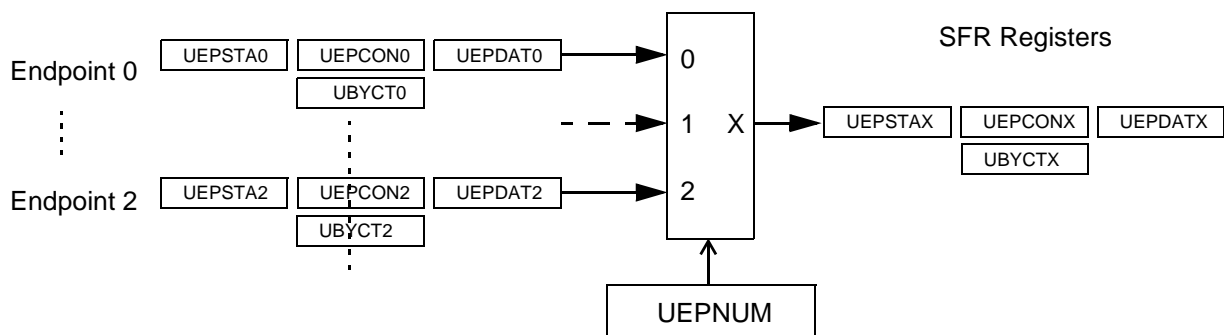 SFR Registers
Endpoint 0 UEPSTA0 UEPCON0 UEPDAT0 0
UBYCT0
1 X UEPSTAX UEPCONX UEPDATX
UBYCTX
Endpoint 2 UEPSTA2 UEPCON2 UEPDAT2 2
UBYCT2
UEPNUM